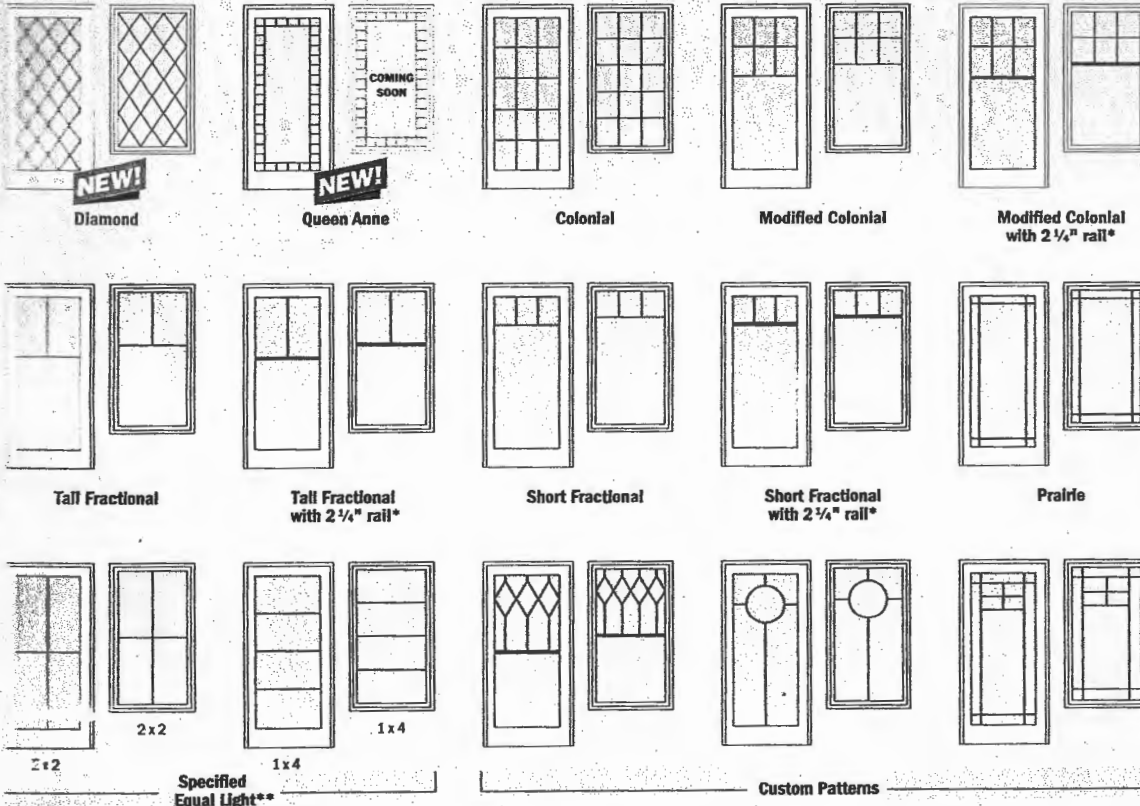 COMING
SOON
NEW!
NEW!
Diamond
Queen Anne
Colonial
Modified Colonial
Modified Colonial
with 2 1/4" rail*
Tall Fractional
Tall Fractional
with 2 1/4" rail*
Short Fractional
Short Fractional
with 2 1/4" rail*
Prairie
2x2
1x4
2x2
1x4
Specified
Equal Light**
Custom Patterns